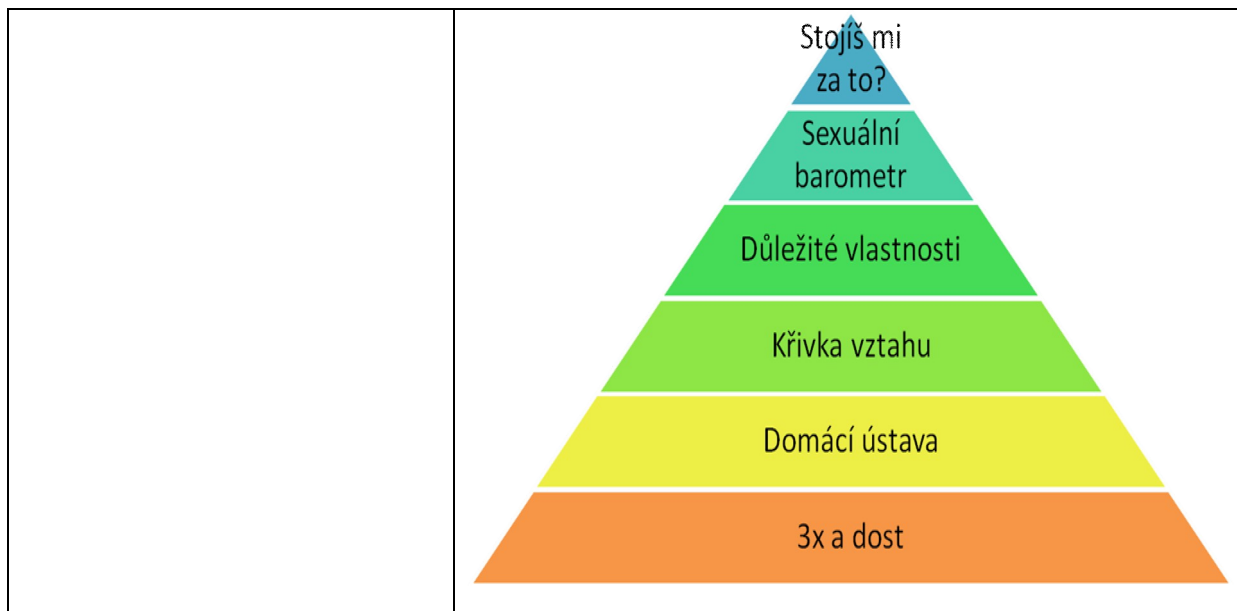 Stojíš mi
za to?
Sexuální
barometr
Důležité vlastnosti
Křivka vztahu
Domácí ústava
3x a dost